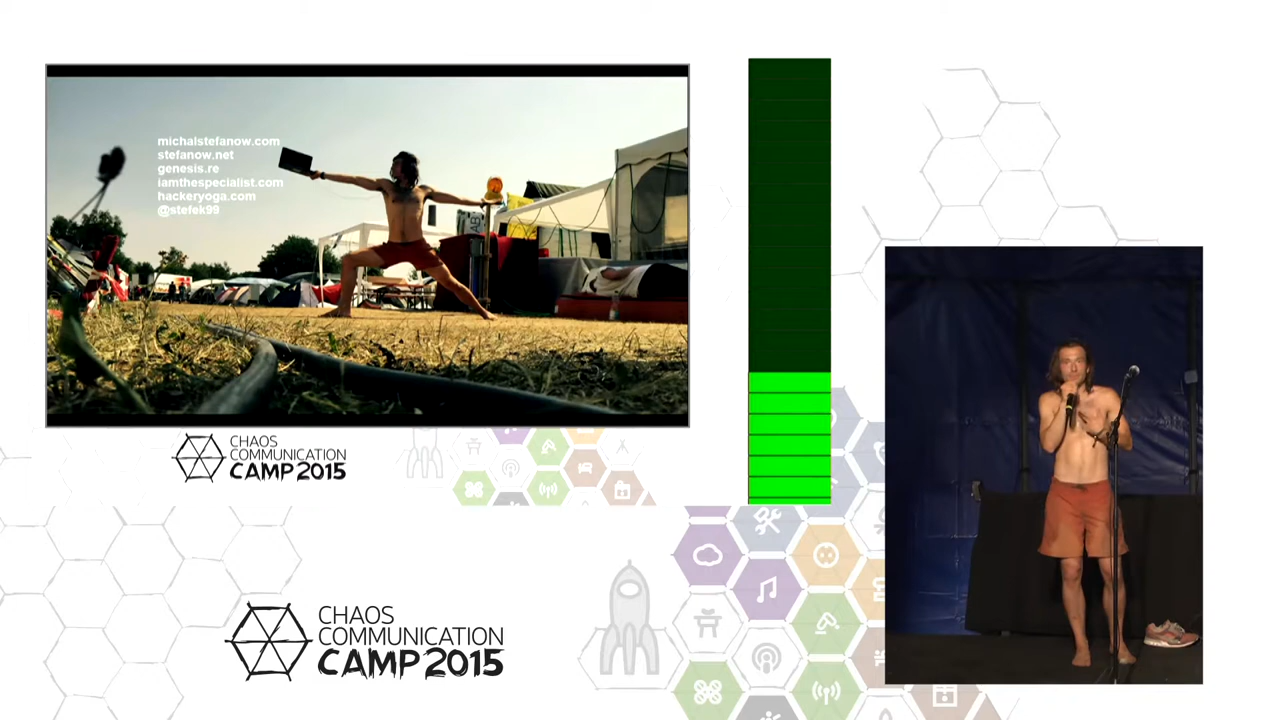 michalstefanow.com
stefanow.net
genesis.re
iamthespecialist.com
hackeryoga.com
@stefek99
CHAOS
COMMUNICATION
CAMP 2015
CHAOS
COMMUNICATION
CAMP 2015